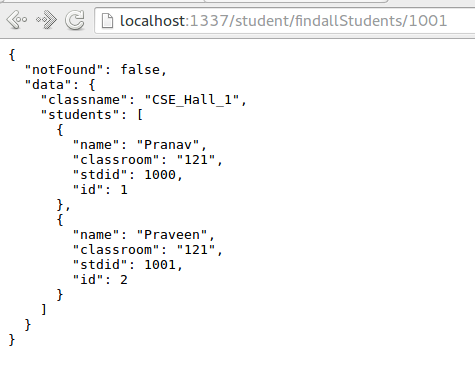 localhost:1337/student/findallStudents/1001
{
  "notFound": false,
  "data": {
    "classname": "CSE_Hall_1",
    "students": [
      {
        "name": "Pranav",
        "classroom": "121",
        "stdid": 1000,
        "id": 1
      },
      {
        "name": "Praveen",
        "classroom": "121",
        "stdid": 1001,
        "id": 2
      }
    ]
  }
}